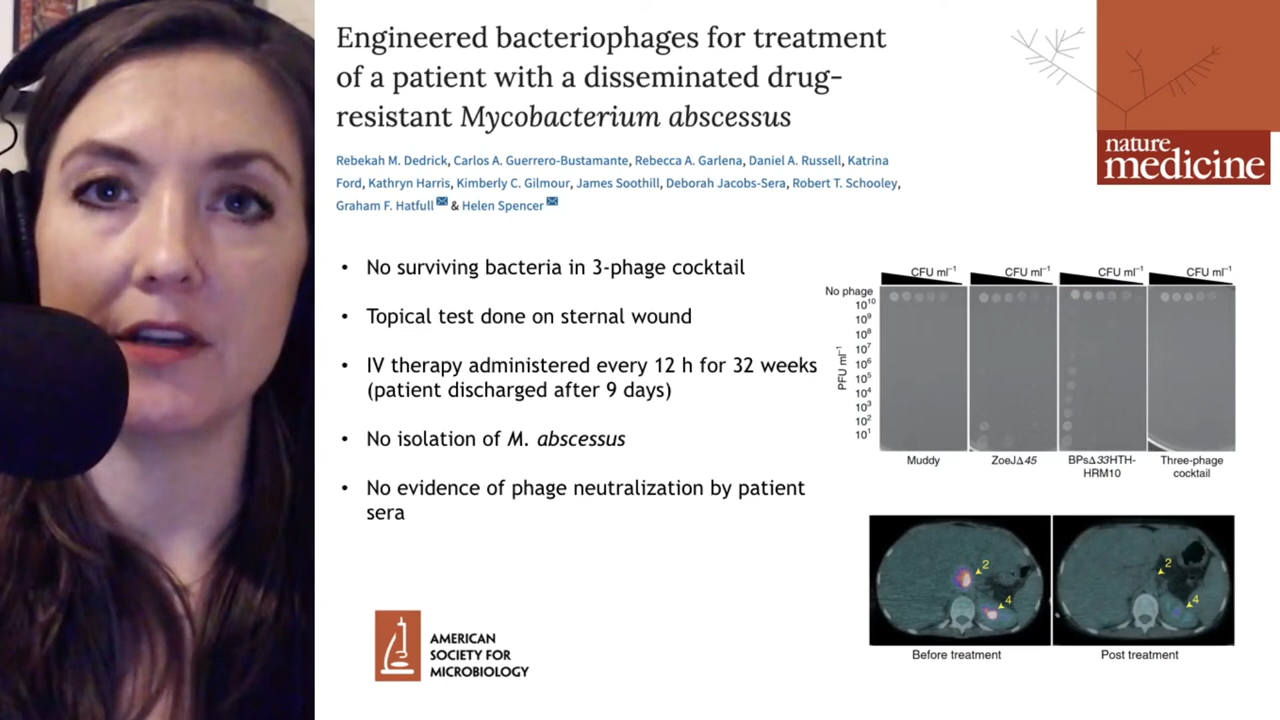 Engineered bacteriophages for treatment
of a patient with a disseminated drug-
resistant Mycobacterium abscessus
nature
medicine
Rebekah M. Dedrick, Carlos A. Guerrero-Bustamante, Rebecca A. Garlena, Daniel A. Russell, Katrina
Ford, Kathryn Harris, Kimberly C. Gilmour, James Soothill, Deborah Jacobs-Sera, Robert T. Schooley,
Graham F. Hatfull & Helen Spencer
• No surviving bacteria in 3-phage cocktail
• Topical test done on sternal wound
• IV therapy administered every 12 h for 32 weeks
(patient discharged after 9 days)
• No isolation of M. abscessus
• No evidence of phage neutralization by patient
sera
CFU ml⁻¹ CFU ml⁻¹ CFU ml⁻¹ CFU ml⁻¹
No phage
10¹⁰
10⁹
10⁸
10⁷
10⁶
10⁵
10⁴
10³
10²
10¹
PFU ml⁻¹
Muddy ZoeJΔ45 BPsΔ33HTH- Three-phage
HRM10 cocktail
2 2
4 4
Before treatment Post treatment
AMERICAN
SOCIETY FOR
MICROBIOLOGY